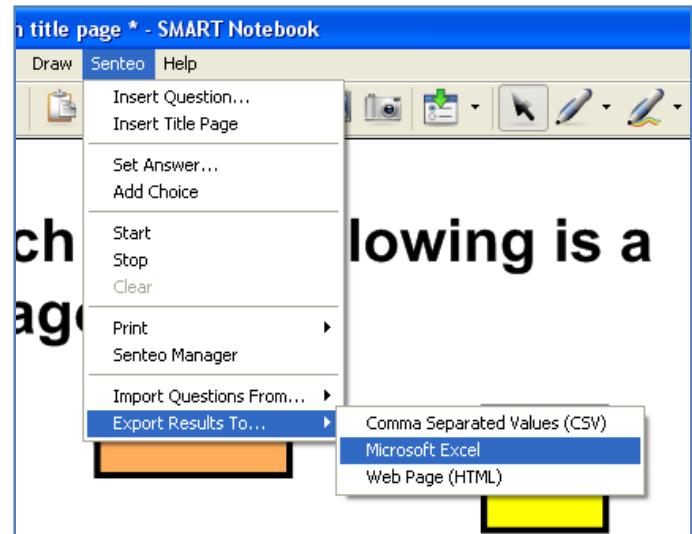 title page * - SMART Notebook
Draw Senteo Help
Insert Question...
Insert Title Page
Set Answer...
Add Choice
Start
Stop
Clear
Print
Senteo Manager
Import Questions From...
Export Results To...
Comma Separated Values (CSV)
Microsoft Excel
Web Page (HTML)
ch lowing is a
age